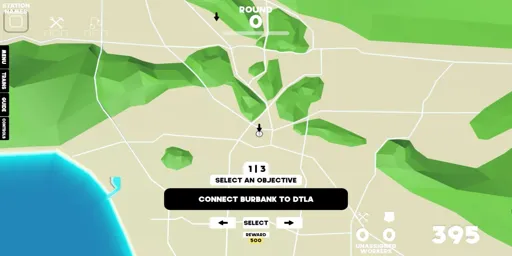 STATION
NAMES
ROUND
0
MENU
TRANS
GUIDE
CONTROLS
1 | 3
SELECT AN OBJECTIVE
CONNECT BURBANK TO DTLA
SELECT
REWARD
500
0 0
UNASSIGNED
WORKERS
395